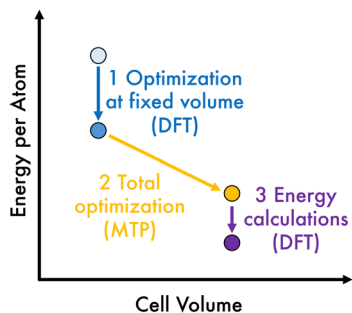 Energy per Atom
1 Optimization
at fixed volume
(DFT)
2 Total
optimization
(MTP)
3 Energy
calculations
(DFT)
Cell Volume